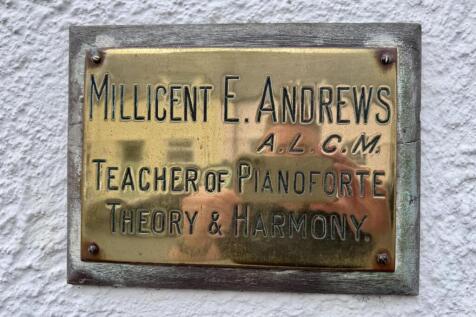 MILLICENT E. ANDREWS
A.L.C.M.
TEACHER OF PIANOFORTE
THEORY & HARMONY.